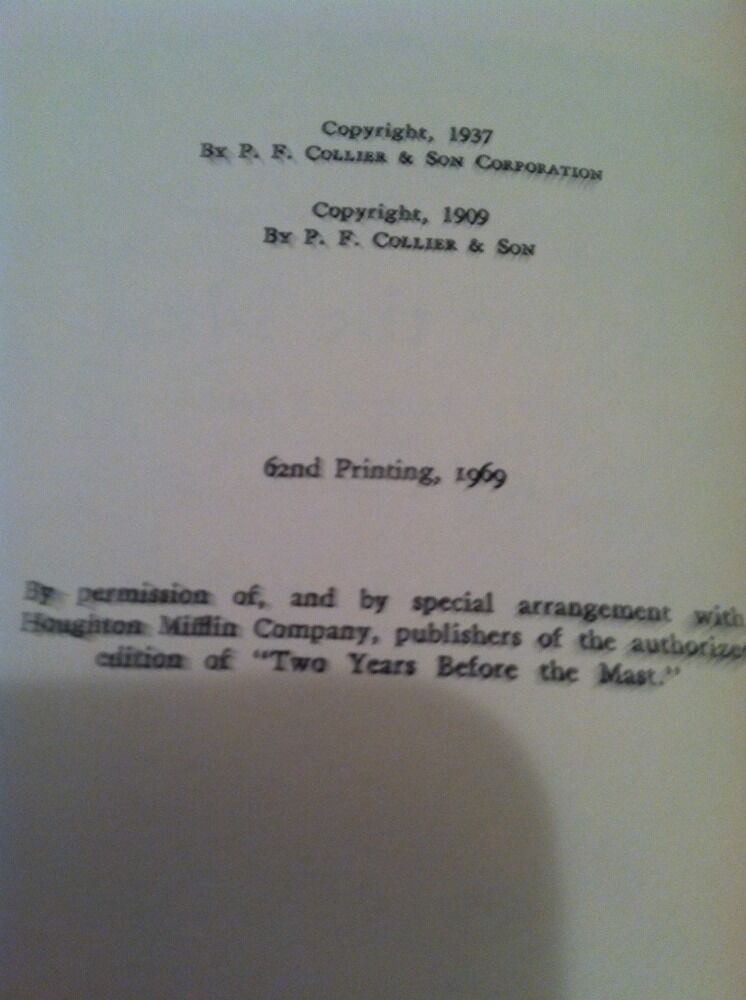 Copyright, 1937
By P. F. Collier & Son Corporation
Copyright, 1909
By P. F. Collier & Son
62nd Printing, 1969
By permission of, and by special arrangement with
Houghton Mifflin Company, publishers of the authorize
edition of "Two Years Before the Mast."